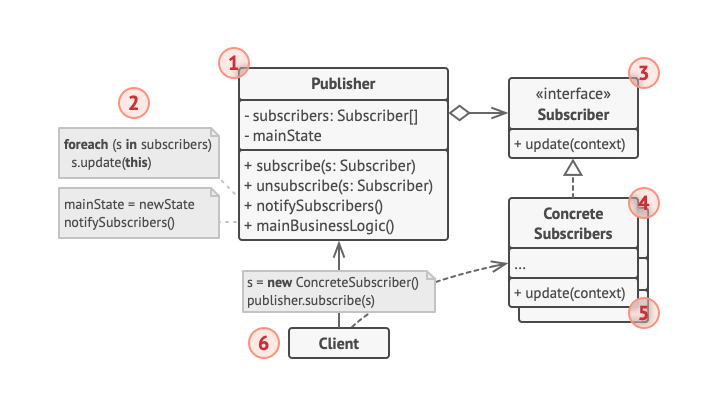 1
Publisher
- subscribers: Subscriber[]
- mainState
+ subscribe(s: Subscriber)
+ unsubscribe(s: Subscriber)
+ notifySubscribers()
+ mainBusinessLogic()
2
foreach (s in subscribers)
s.update(this)
mainState = newState
notifySubscribers()
3
«interface»
Subscriber
+ update(context)
4
Concrete
Subscribers
...
+ update(context)
5
s = new ConcreteSubscriber()
publisher.subscribe(s)
6
Client